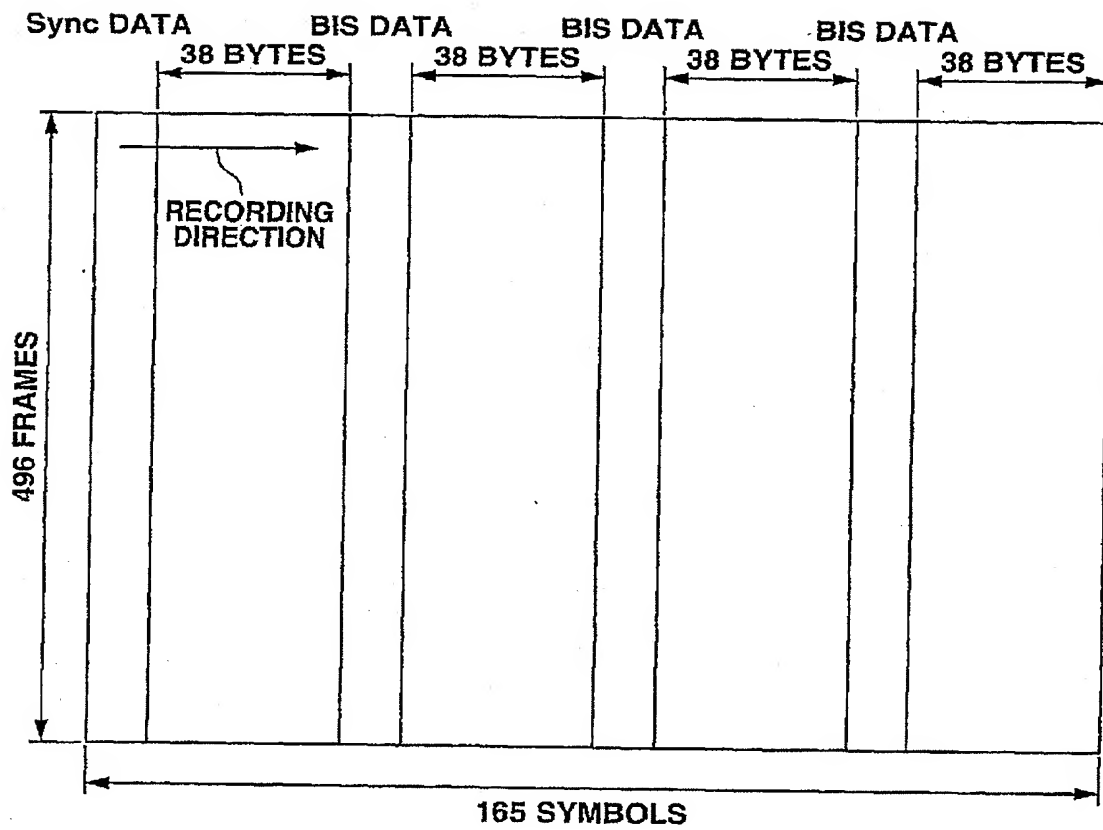 Sync DATA BIS DATA BIS DATA BIS DATA
38 BYTES 38 BYTES 38 BYTES 38 BYTES
RECORDING
DIRECTION
496 FRAMES
165 SYMBOLS